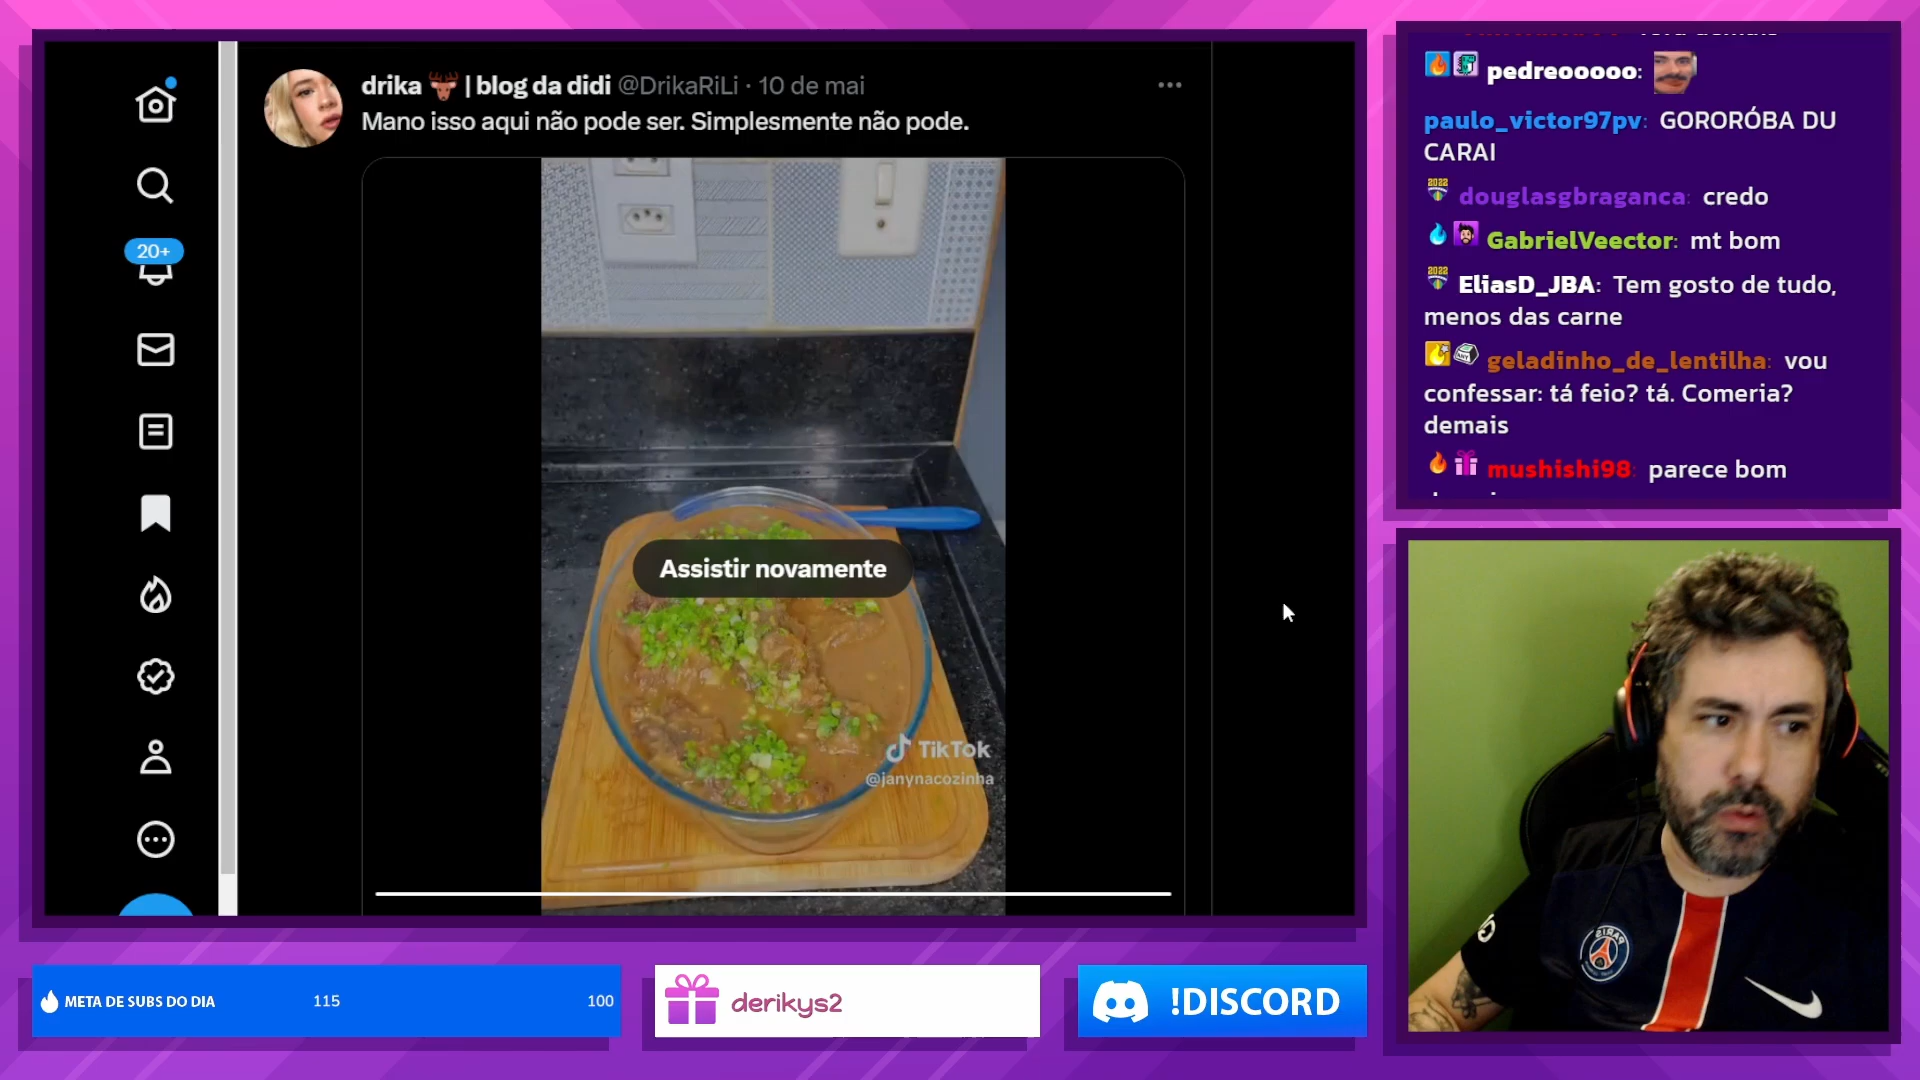 drika | blog da didi @DrikaRiLi · 10 de mai
Mano isso aqui não pode ser. Simplesmente não pode.
20+
Assistir novamente
TikTok
@janynacozinha
pedreooooo:
paulo_victor97pv: GORORÓBA DU
CARAI
douglasgbraganca: credo
GabrielVeector: mt bom
EliasD_JBA: Tem gosto de tudo,
menos das carne
geladinho_de_lentilha: vou
confessar: tá feio? tá. Comeria?
demais
mushishi98: parece bom
PARIS
META DE SUBS DO DIA 115 100
derikys2
!DISCORD